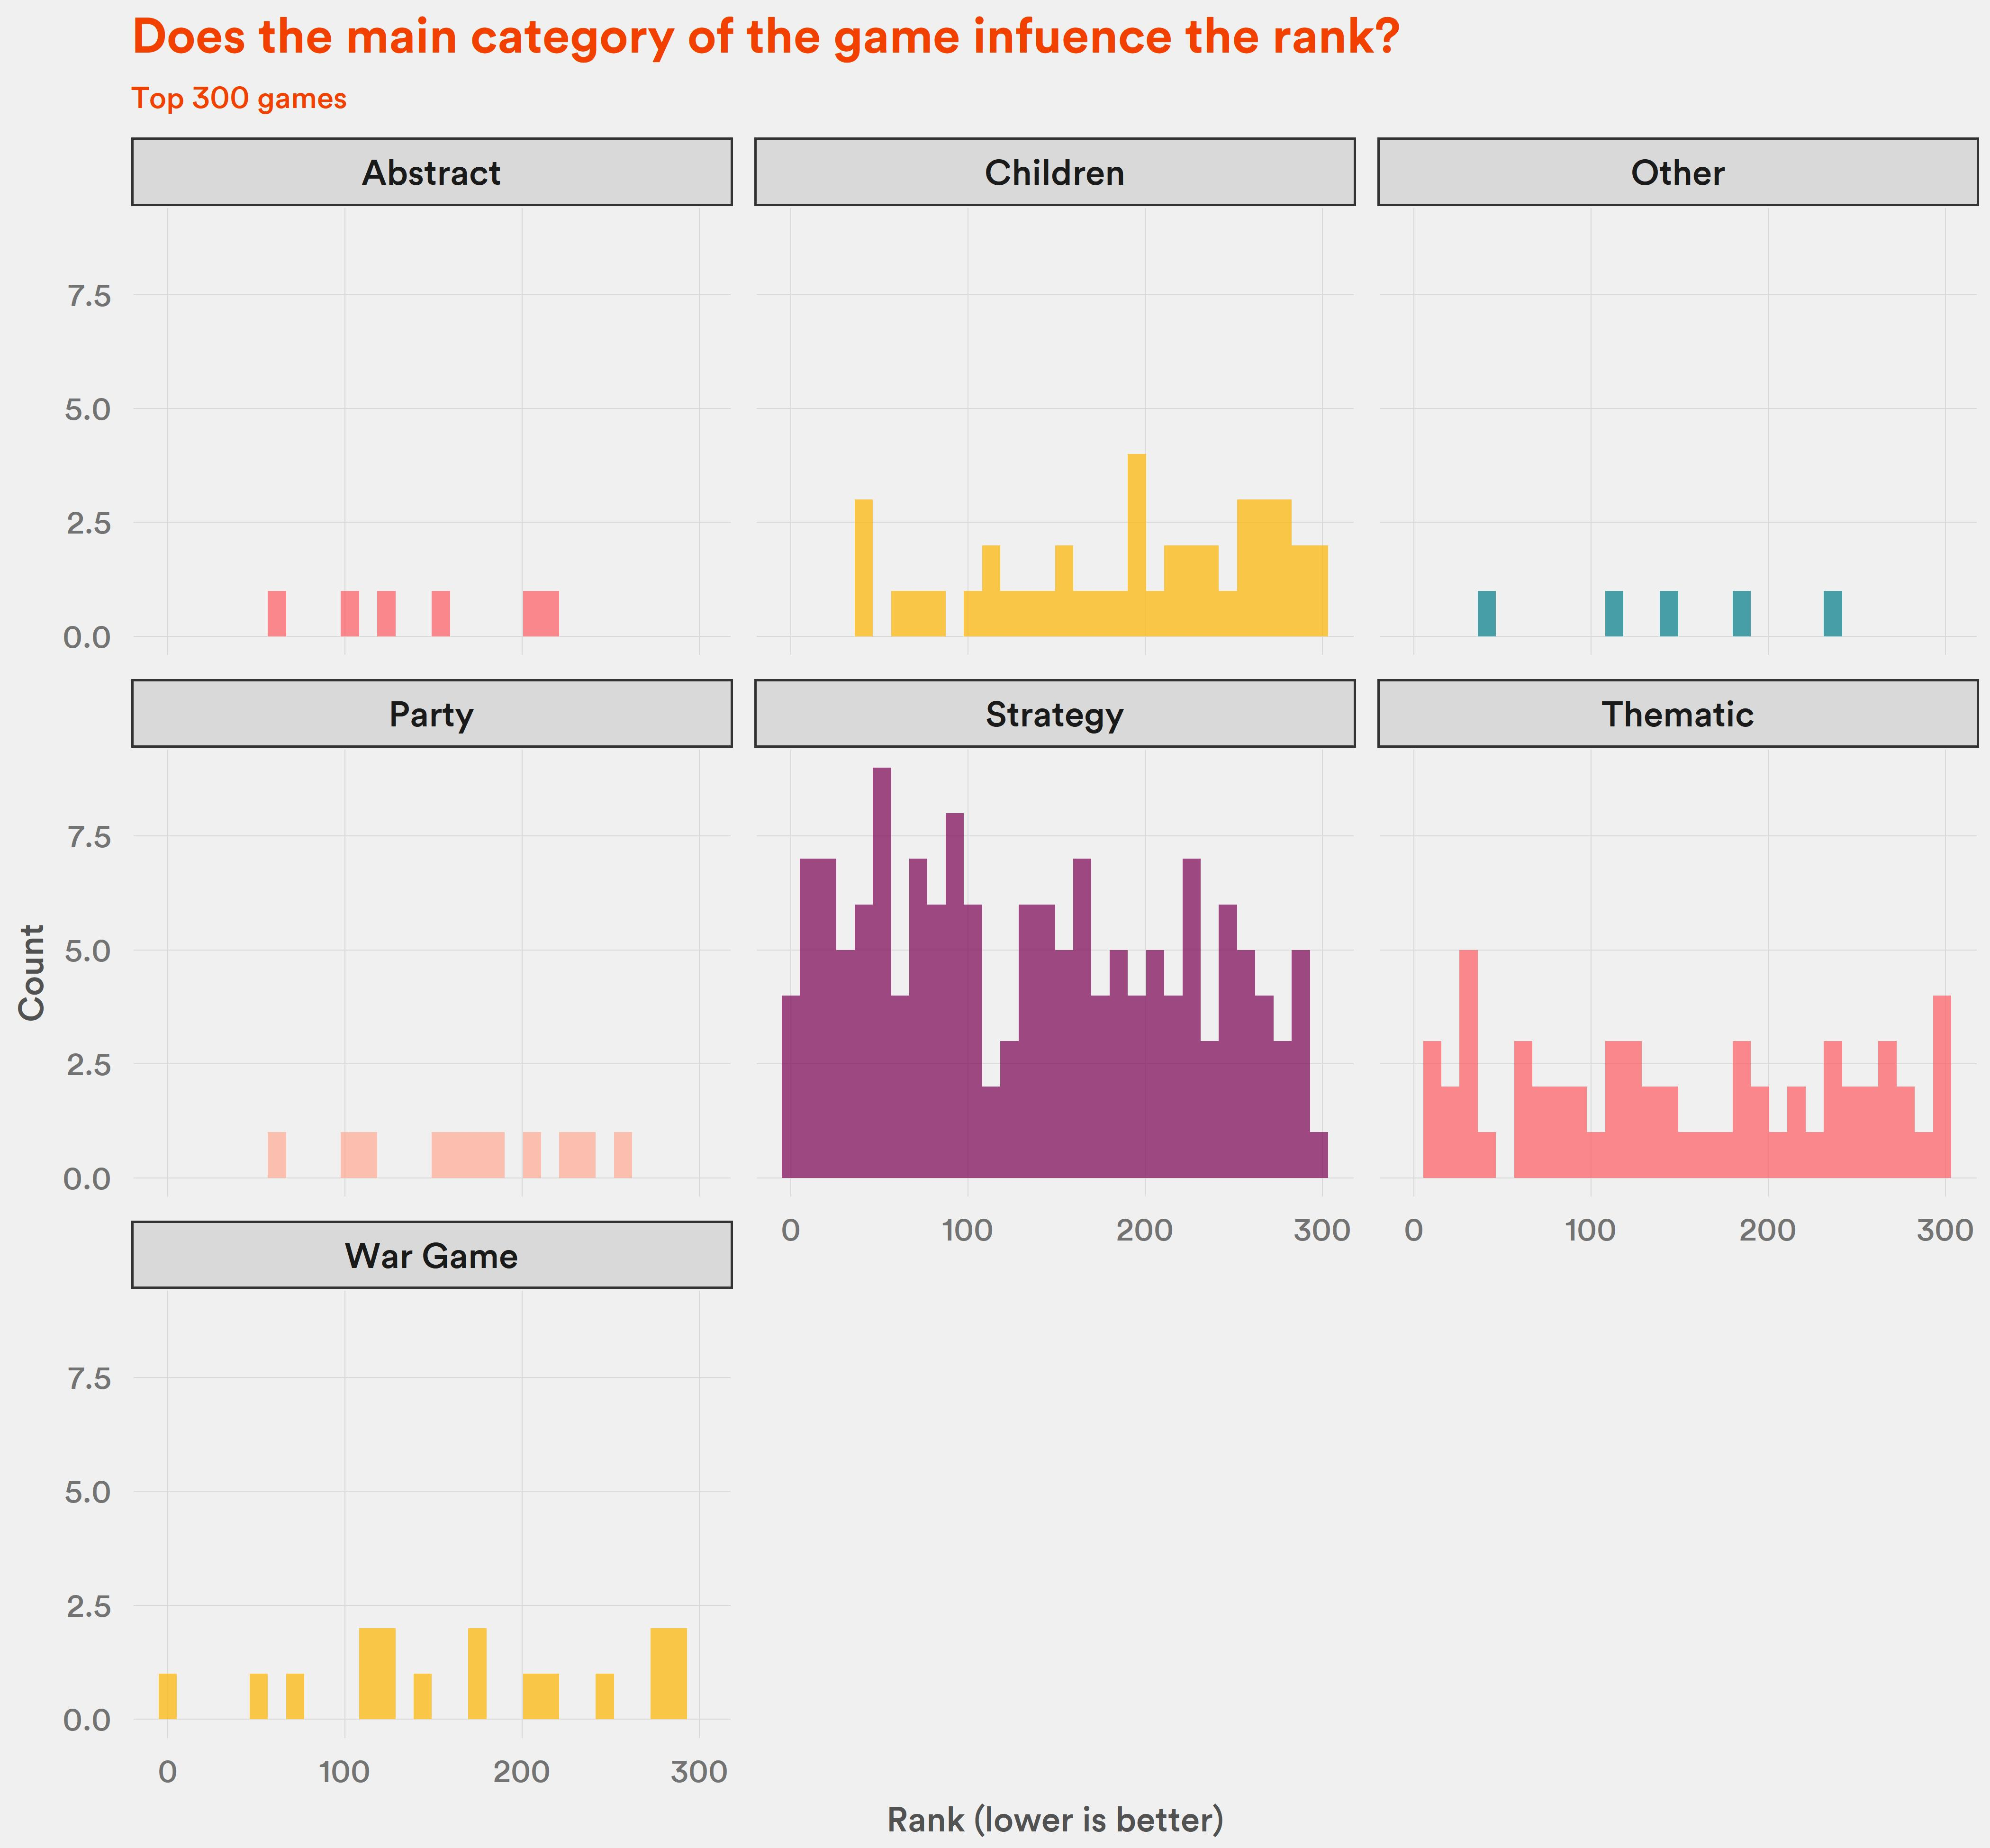 Does the main category of the game infuence the rank?
Top 300 games
Abstract
Children
Other
7.5
5.0
2.5
0.0
Party
Strategy
Thematic
7.5
5.0
2.5
0.0
0 100 200 300
0 100 200 300
War Game
7.5
5.0
2.5
0.0
0 100 200 300
Count
Rank (lower is better)